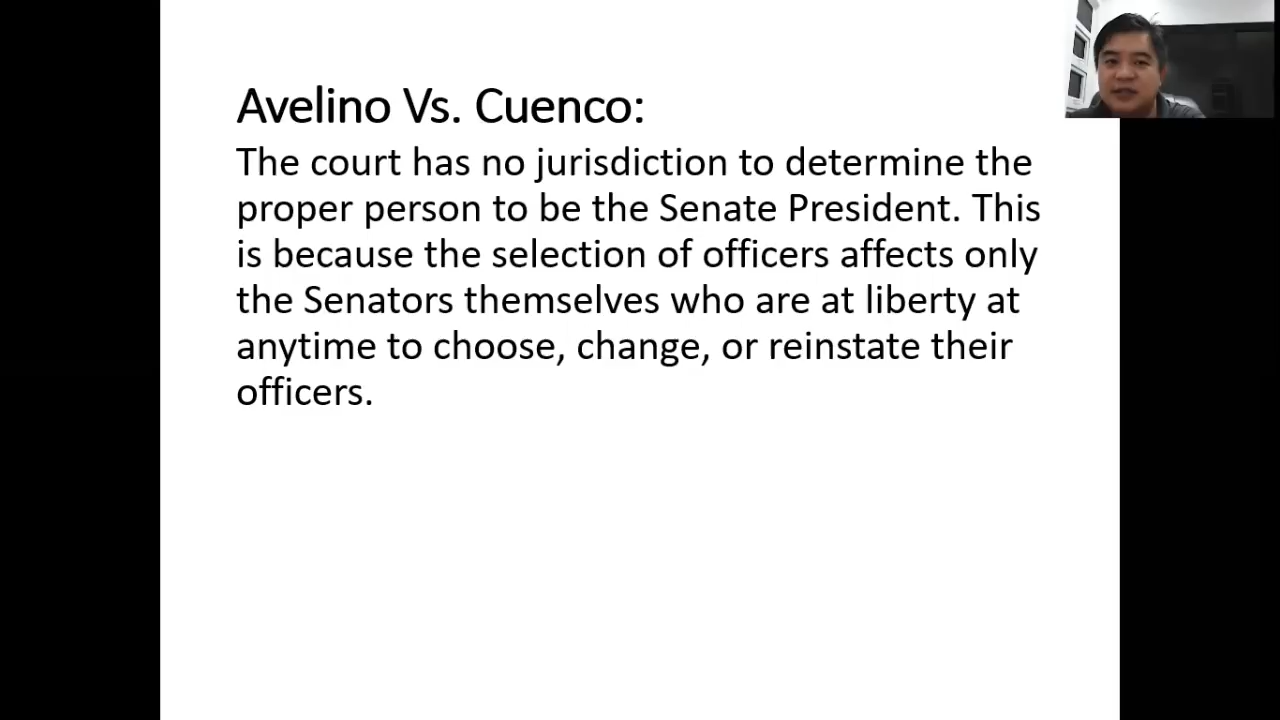 Avelino Vs. Cuenco:
The court has no jurisdiction to determine the
proper person to be the Senate President. This
is because the selection of officers affects only
the Senators themselves who are at liberty at
anytime to choose, change, or reinstate their
officers.